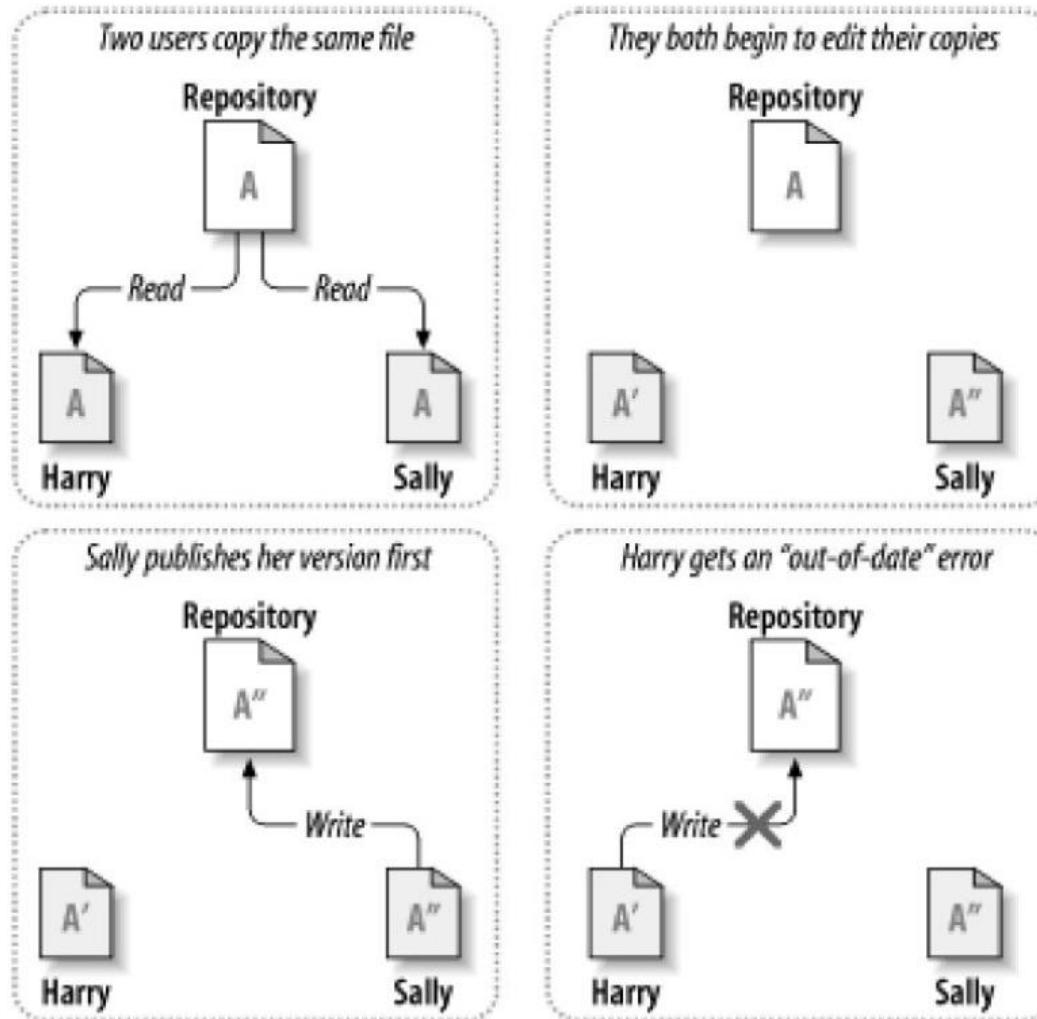 Two users copy the same file
Repository
A
Read
Read
A
A
Harry
Sally
They both begin to edit their copies
Repository
A
A'
A"
Harry
Sally
Sally publishes her version first
Repository
A"
Write
A'
A"
Harry
Sally
Harry gets an “out-of-date” error
Repository
A"
Write
A'
A"
Harry
Sally